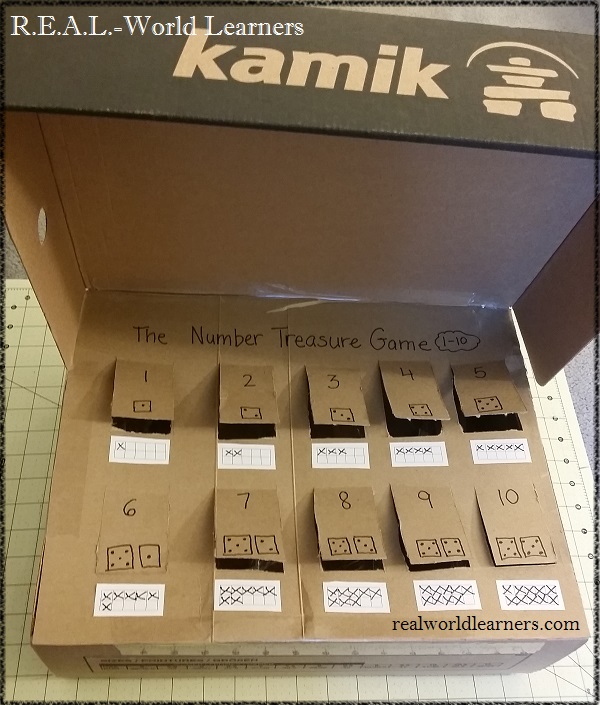 R.E.A.L.-World Learners
kamik
The Number Treasure Game 1-10
1 2 3 4 5
6 7 8 9 10
realworldlearners.com